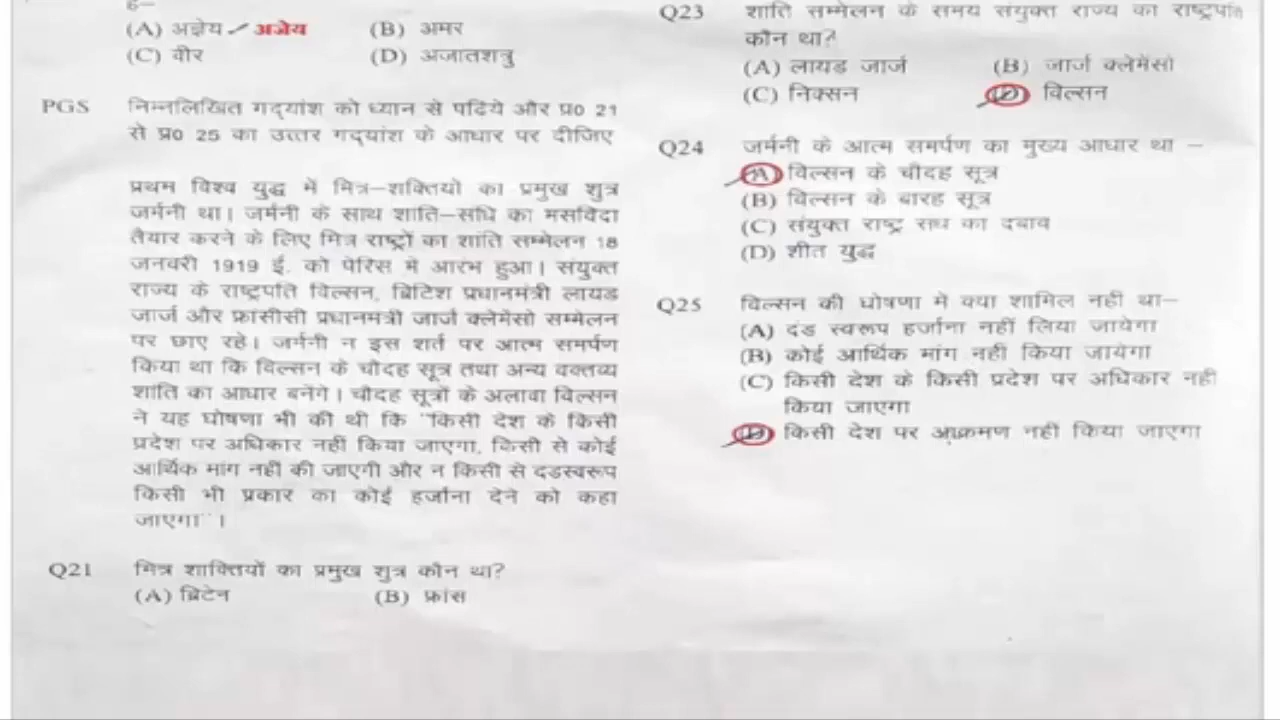 है–
(A) अज्ञेय अजेय (B) अमर
(C) वीर (D) अजातशत्रु
PGS निम्नलिखित गद्यांश को ध्यान से पढिये और प्र0 21
से प्र0 25 का उत्तर गद्यांश के आधार पर दीजिए
प्रथम विश्व युद्ध में मित्र–शक्तियों का प्रमुख शुत्र
जर्मनी था। जर्मनी के साथ शांति–संधि का मसविदा
तैयार करने के लिए मित्र राष्ट्रों का शांति सम्मेलन 18
जनवरी 1919 ई. को पेरिस मे आरंभ हुआ। संयुक्त
राज्य के राष्ट्रपति विल्सन, ब्रिटिश प्रधानमंत्री लायड
जार्ज और फ्रांसीसी प्रधानमंत्री जार्ज क्लेमेंसो सम्मेलन
पर छाए रहे। जर्मनी न इस शर्त पर आत्म समर्पण
किया था कि विल्सन के चौदह सूत्र तथा अन्य वक्तव्य
शांति का आधार बनेंगे। चौदह सूत्रों के अलावा विल्सन
ने यह घोषणा भी की थी कि "किसी देश के किसी
प्रदेश पर अधिकार नहीं किया जाएगा, किसी से कोई
आर्थिक मांग नहीं की जाएगी और न किसी से दडस्वरूप
किसी भी प्रकार का कोई हर्जाना देने को कहा
जाएगा"।
Q21 मित्र शाक्तियों का प्रमुख शुत्र कौन था?
(A) ब्रिटेन (B) फ्रांस
Q23 शांति सम्मेलन के समय संयुक्त राज्य का राष्ट्रपति
कौन था?
(A) लायड जार्ज (B) जार्ज क्लेमेंसो
(C) निक्सन (D) विल्सन
Q24 जर्मनी के आत्म समर्पण का मुख्य आधार था –
(A) विल्सन के चौदह सूत्र
(B) विल्सन के बारह सूत्र
(C) संयुक्त राष्ट्र सघ का दबाव
(D) शीत युद्ध
Q25 विल्सन की घोषणा मे क्या शामिल नहीं था–
(A) दंड स्वरूप हर्जाना नहीं लिया जायेगा
(B) कोई आर्थिक मांग नही किया जायेगा
(C) किसी देश के किसी प्रदेश पर अधिकार नही
किया जाएगा
(D) किसी देश पर आक्रमण नही किया जाएगा